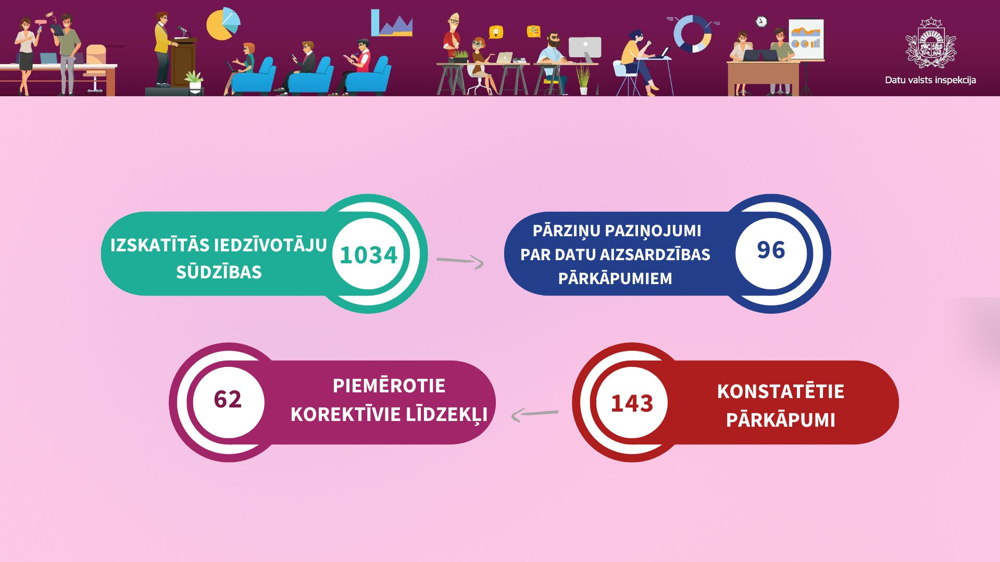 Datu valsts inspekcija
IZSKATĪTĀS IEDZĪVOTĀJU
SŪDZĪBAS
1034
PĀRZIŅU PAZIŅOJUMI
PAR DATU AIZSARDZĪBAS
PĀRKĀPUMIEM
96
62
PIEMĒROTIE
KOREKTĪVIE LĪDZEKĻI
143
KONSTATĒTIE
PĀRKĀPUMI